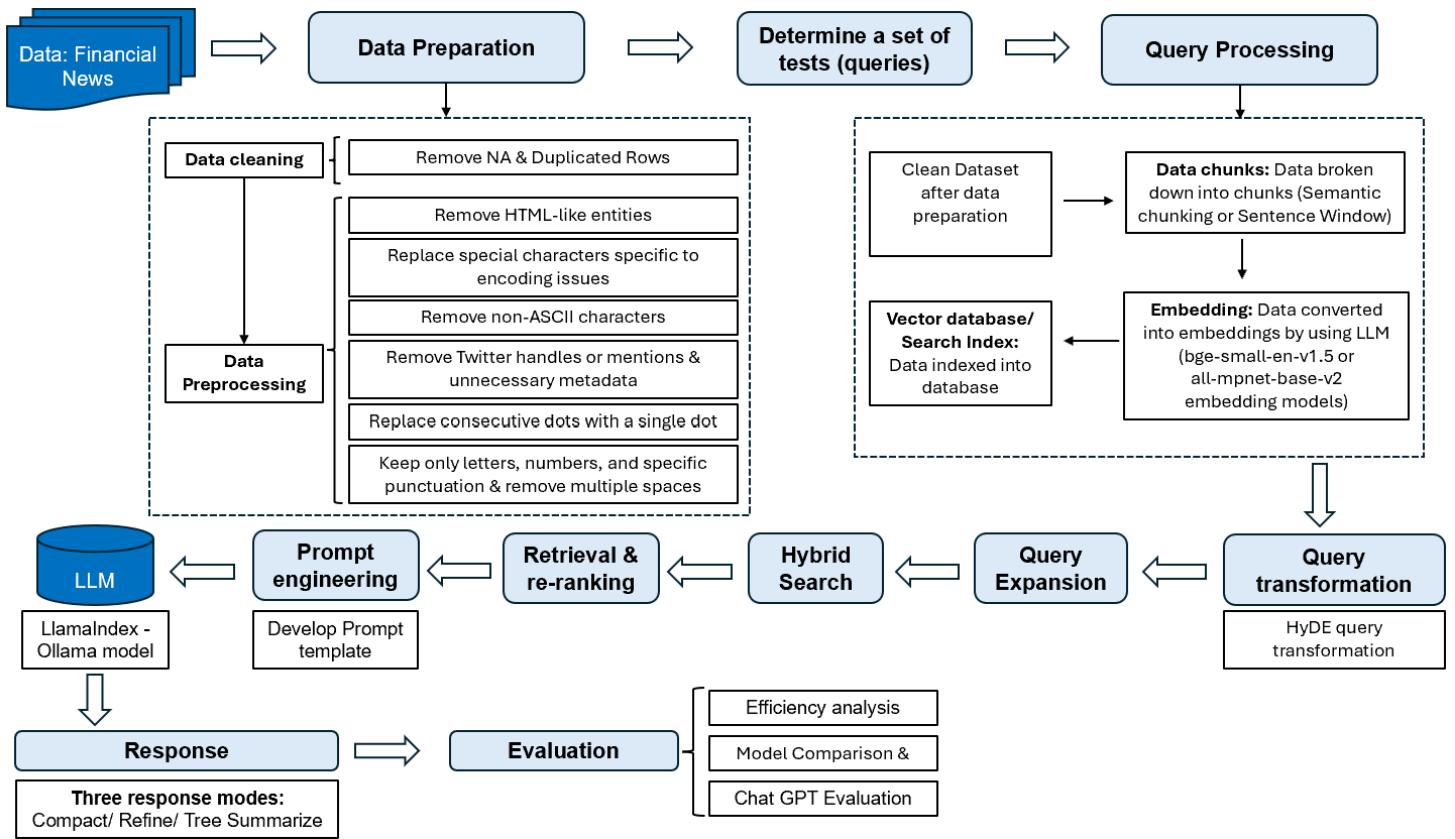 Data: Financial
News
Data Preparation
Determine a set of
tests (queries)
Query Processing
Data cleaning
Remove NA & Duplicated Rows
Remove HTML-like entities
Replace special characters specific to
encoding issues
Remove non-ASCII characters
Data
Preprocessing
Remove Twitter handles or mentions &
unnecessary metadata
Replace consecutive dots with a single dot
Keep only letters, numbers, and specific
punctuation & remove multiple spaces
Clean Dataset
after data
preparation
Data chunks: Data broken
down into chunks (Semantic
chunking or Sentence Window)
Embedding: Data converted
into embeddings by using LLM
(bge-small-en-v1.5 or
all-mpnet-base-v2
embedding models)
Vector database/
Search Index:
Data indexed into
database
Query
transformation
HyDE query
transformation
Query
Expansion
Hybrid
Search
Retrieval &
re-ranking
Prompt
engineering
Develop Prompt
template
LLM
LlamaIndex -
Ollama model
Response
Three response modes:
Compact/ Refine/ Tree Summarize
Evaluation
Efficiency analysis
Model Comparison &
Chat GPT Evaluation